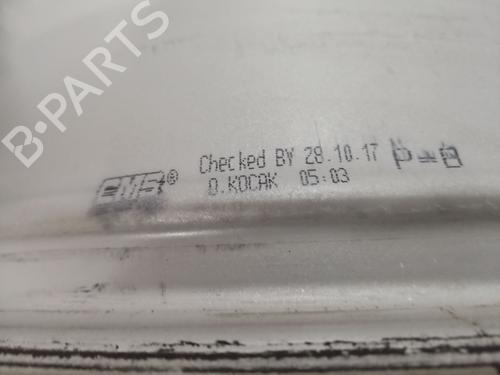 B-PARTS
Checked BY 28.10.17
EMS® O.KOCAK 05:03